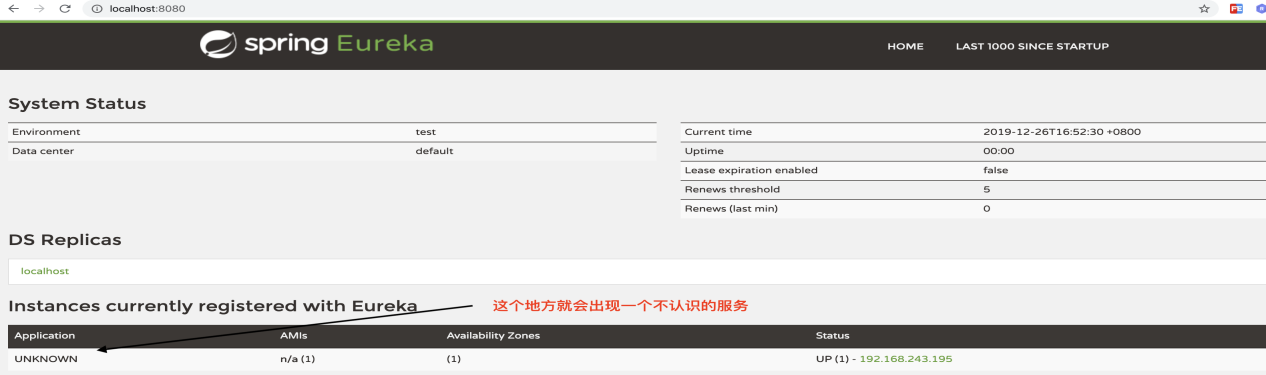 localhost:8080
FE
spring Eureka
HOME LAST 1000 SINCE STARTUP
System Status
Environment test
Data center default
Current time 2019-12-26T16:52:30 +0800
Uptime 00:00
Lease expiration enabled false
Renews threshold 5
Renews (last min) 0
DS Replicas
localhost
Instances currently registered with Eureka 这个地方就会出现一个不认识的服务
Application AMIs Availability Zones Status
UNKNOWN n/a (1) (1) UP (1) - 192.168.243.195